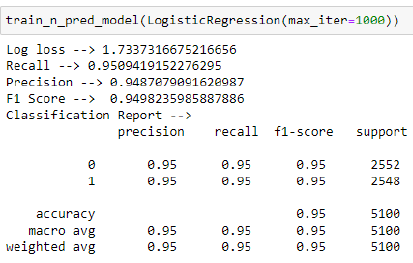 train_n_pred_model(LogisticRegression(max_iter=1000))
Log loss --> 1.7337316675216656
Recall --> 0.9509419152276295
Precision --> 0.9487079091620987
F1 Score -->  0.9498235985887886
Classification Report -->
precision recall f1-score support
0 0.95 0.95 0.95 2552
1 0.95 0.95 0.95 2548
accuracy 0.95 5100
macro avg 0.95 0.95 0.95 5100
weighted avg 0.95 0.95 0.95 5100